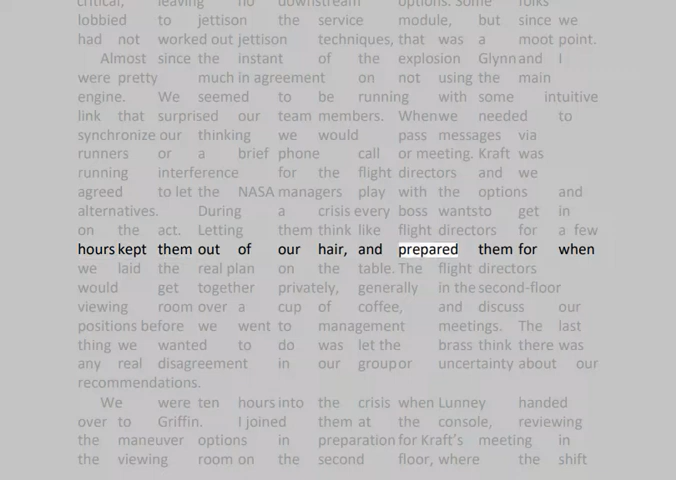 critical, leaving no downstream options. Some folks
lobbied to jettison the service module, but since we
had not worked out jettison techniques, that was a moot point.
Almost since the instant of the explosion Glynn and I
were pretty much in agreement on not using the main
engine. We seemed to be running with some intuitive
link that surprised our team members. When we needed to
synchronize our thinking we would pass messages via
runners or a brief phone call or meeting. Kraft was
running interference for the flight directors and we
agreed to let the NASA managers play with the options and
alternatives. During a crisis every boss wants to get in
on the act. Letting them think like flight directors for a few
hours kept them out of our hair, and prepared them for when
we laid the real plan on the table. The flight directors
would get together privately, generally in the second-floor
viewing room over a cup of coffee, and discuss our
positions before we went to management meetings. The last
thing we wanted to do was let the brass think there was
any real disagreement in our group or uncertainty about our
recommendations.
We were ten hours into the crisis when Lunney handed
over to Griffin. I joined them at the console, reviewing
the maneuver options in preparation for Kraft's meeting in
the viewing room on the second floor, where the shift